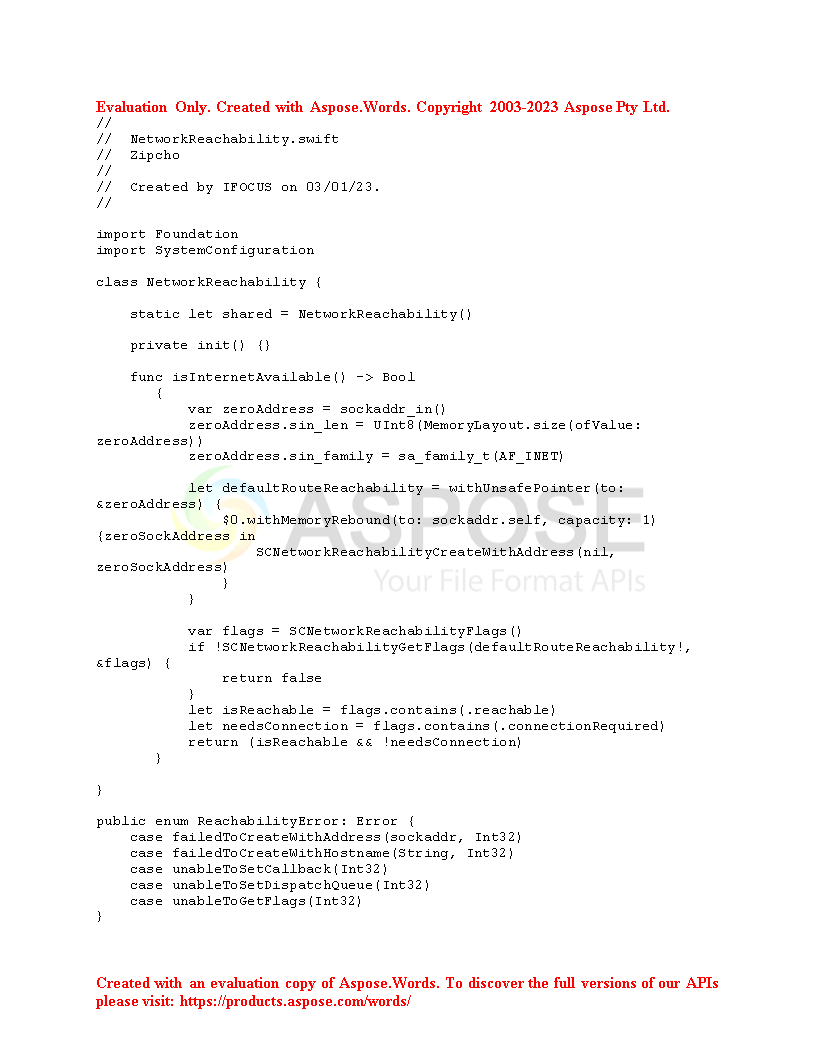 Evaluation Only. Created with Aspose.Words. Copyright 2003-2023 Aspose Pty Ltd.
//
//  NetworkReachability.swift
//  Zipcho
//
//  Created by IFOCUS on 03/01/23.
//
import Foundation
import SystemConfiguration
class NetworkReachability {
    static let shared = NetworkReachability()
    private init() {}
    func isInternetAvailable() -> Bool
       {
           var zeroAddress = sockaddr_in()
           zeroAddress.sin_len = UInt8(MemoryLayout.size(ofValue:
zeroAddress))
           zeroAddress.sin_family = sa_family_t(AF_INET)
           let defaultRouteReachability = withUnsafePointer(to:
&zeroAddress) {
               $0.withMemoryRebound(to: sockaddr.self, capacity: 1)
{zeroSockAddress in
                   SCNetworkReachabilityCreateWithAddress(nil,
zeroSockAddress)
               }
           }
ASPOSE
Your File Format APIs
           var flags = SCNetworkReachabilityFlags()
           if !SCNetworkReachabilityGetFlags(defaultRouteReachability!,
&flags) {
               return false
           }
           let isReachable = flags.contains(.reachable)
           let needsConnection = flags.contains(.connectionRequired)
           return (isReachable && !needsConnection)
       }
}
public enum ReachabilityError: Error {
    case failedToCreateWithAddress(sockaddr, Int32)
    case failedToCreateWithHostname(String, Int32)
    case unableToSetCallback(Int32)
    case unableToSetDispatchQueue(Int32)
    case unableToGetFlags(Int32)
}
Created with an evaluation copy of Aspose.Words. To discover the full versions of our APIs
please visit: https://products.aspose.com/words/